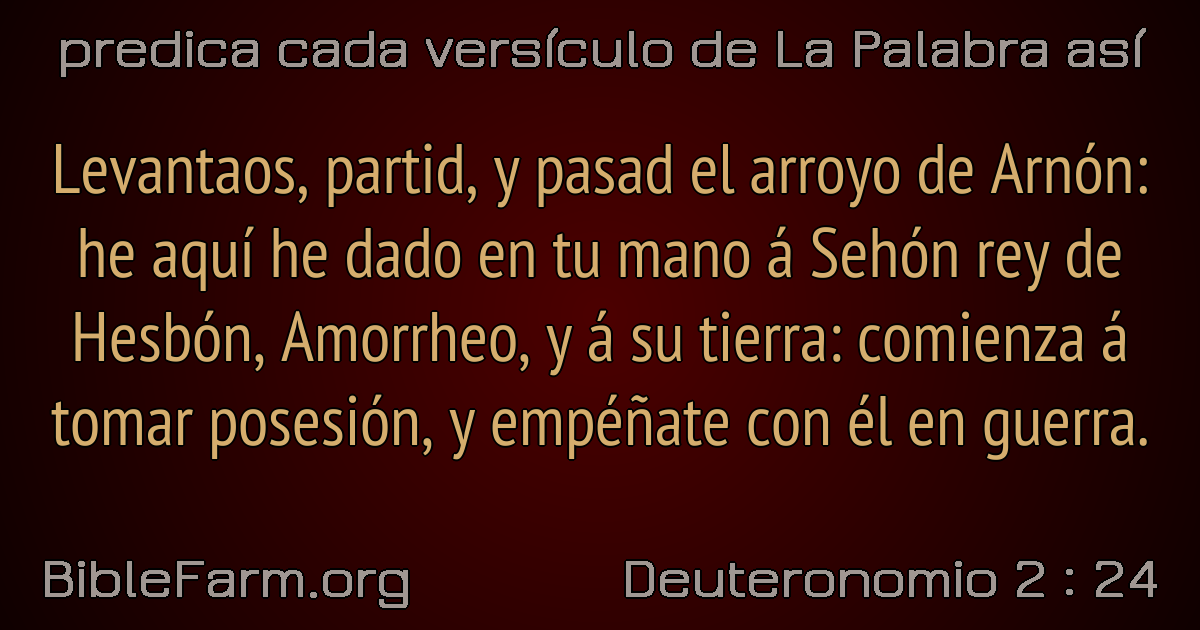 predica cada versículo de La Palabra así
Levantaos, partid, y pasad el arroyo de Arnón:
he aquí he dado en tu mano á Sehón rey de
Hesbón, Amorrheo, y á su tierra: comienza á
tomar posesión, y empéñate con él en guerra.
BibleFarm.org
Deuteronomio 2 : 24